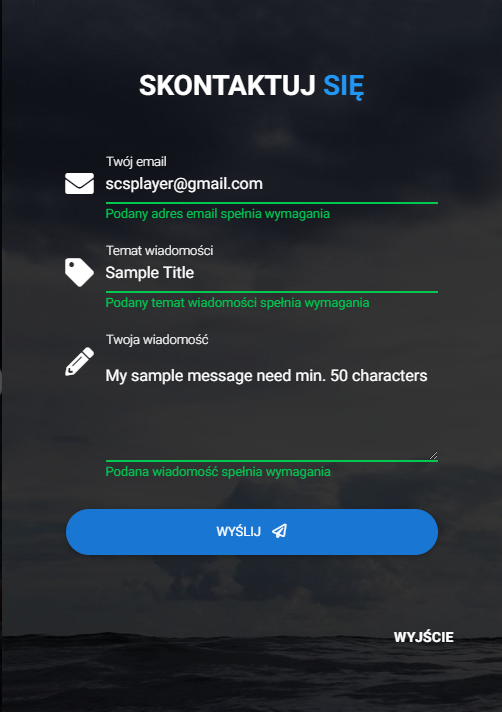 SKONTAKTUJ SIĘ
Twój email
scsplayer@gmail.com
Podany adres email spełnia wymagania
Temat wiadomości
Sample Title
Podany temat wiadomości spełnia wymagania
Twoja wiadomość
My sample message need min. 50 characters
Podana wiadomość spełnia wymagania
WYŚLIJ
WYJŚCIE